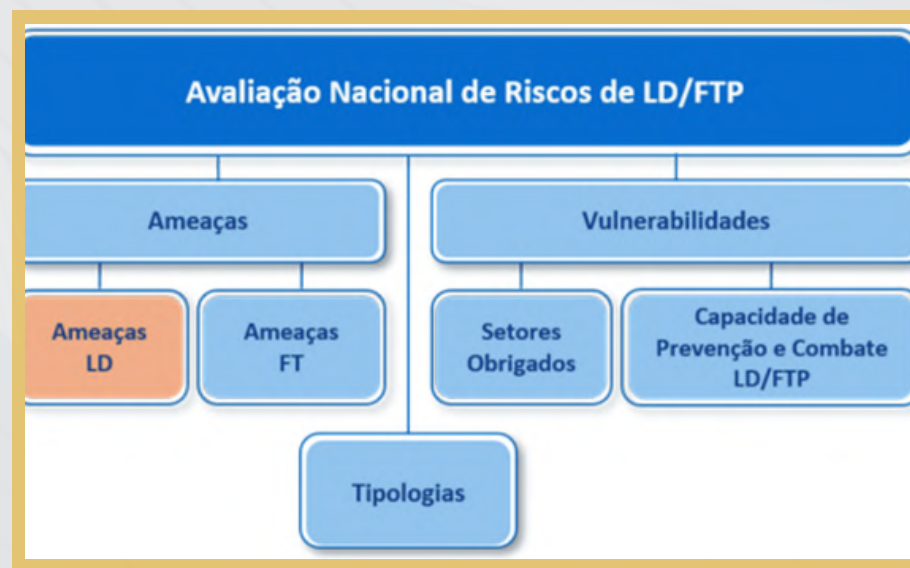 Avaliação Nacional de Riscos de LD/FTP
Ameaças
Vulnerabilidades
Ameaças
LD
Ameaças
FT
Setores
Obrigados
Capacidade de
Prevenção e Combate
LD/FTP
Tipologias